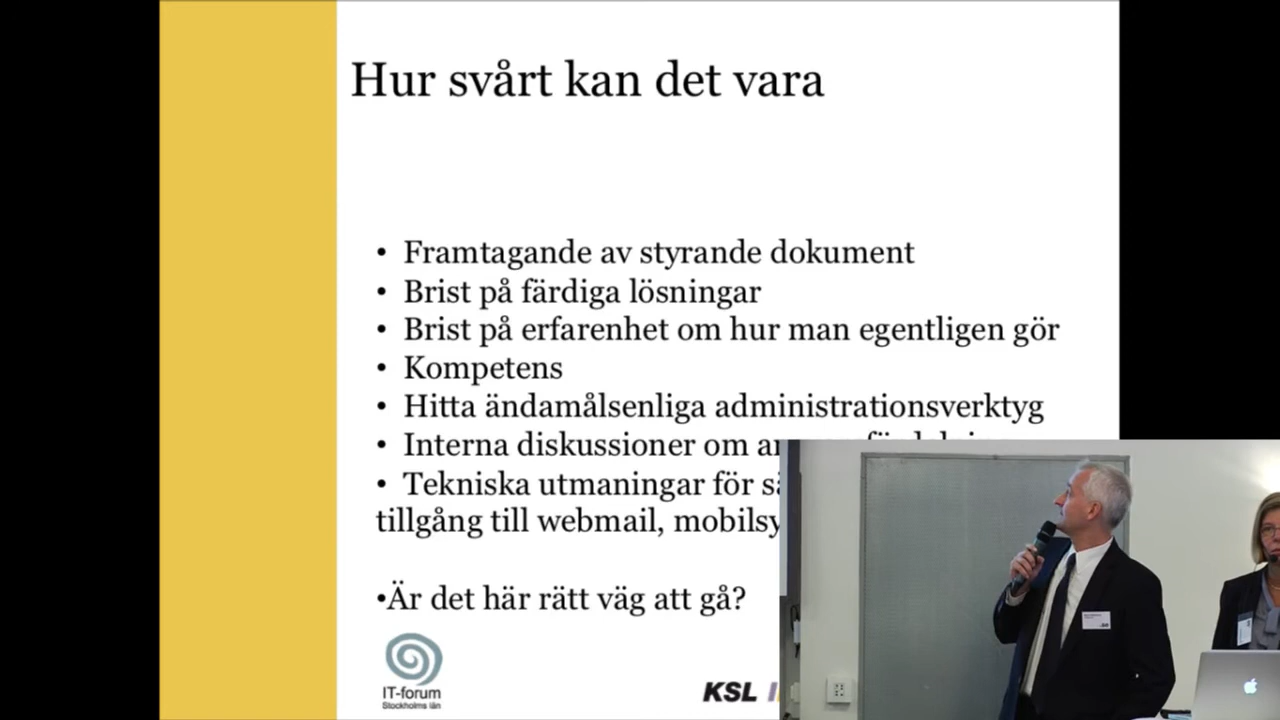 Hur svårt kan det vara
• Framtagande av styrande dokument
• Brist på färdiga lösningar
• Brist på erfarenhet om hur man egentligen gör
• Kompetens
• Hitta ändamålsenliga administrationsverktyg
• Interna diskussioner om
• Tekniska utmaningar för
tillgång till webmail,
•Är det här rätt väg att gå?
IT-forum
Stockholms län
KSL